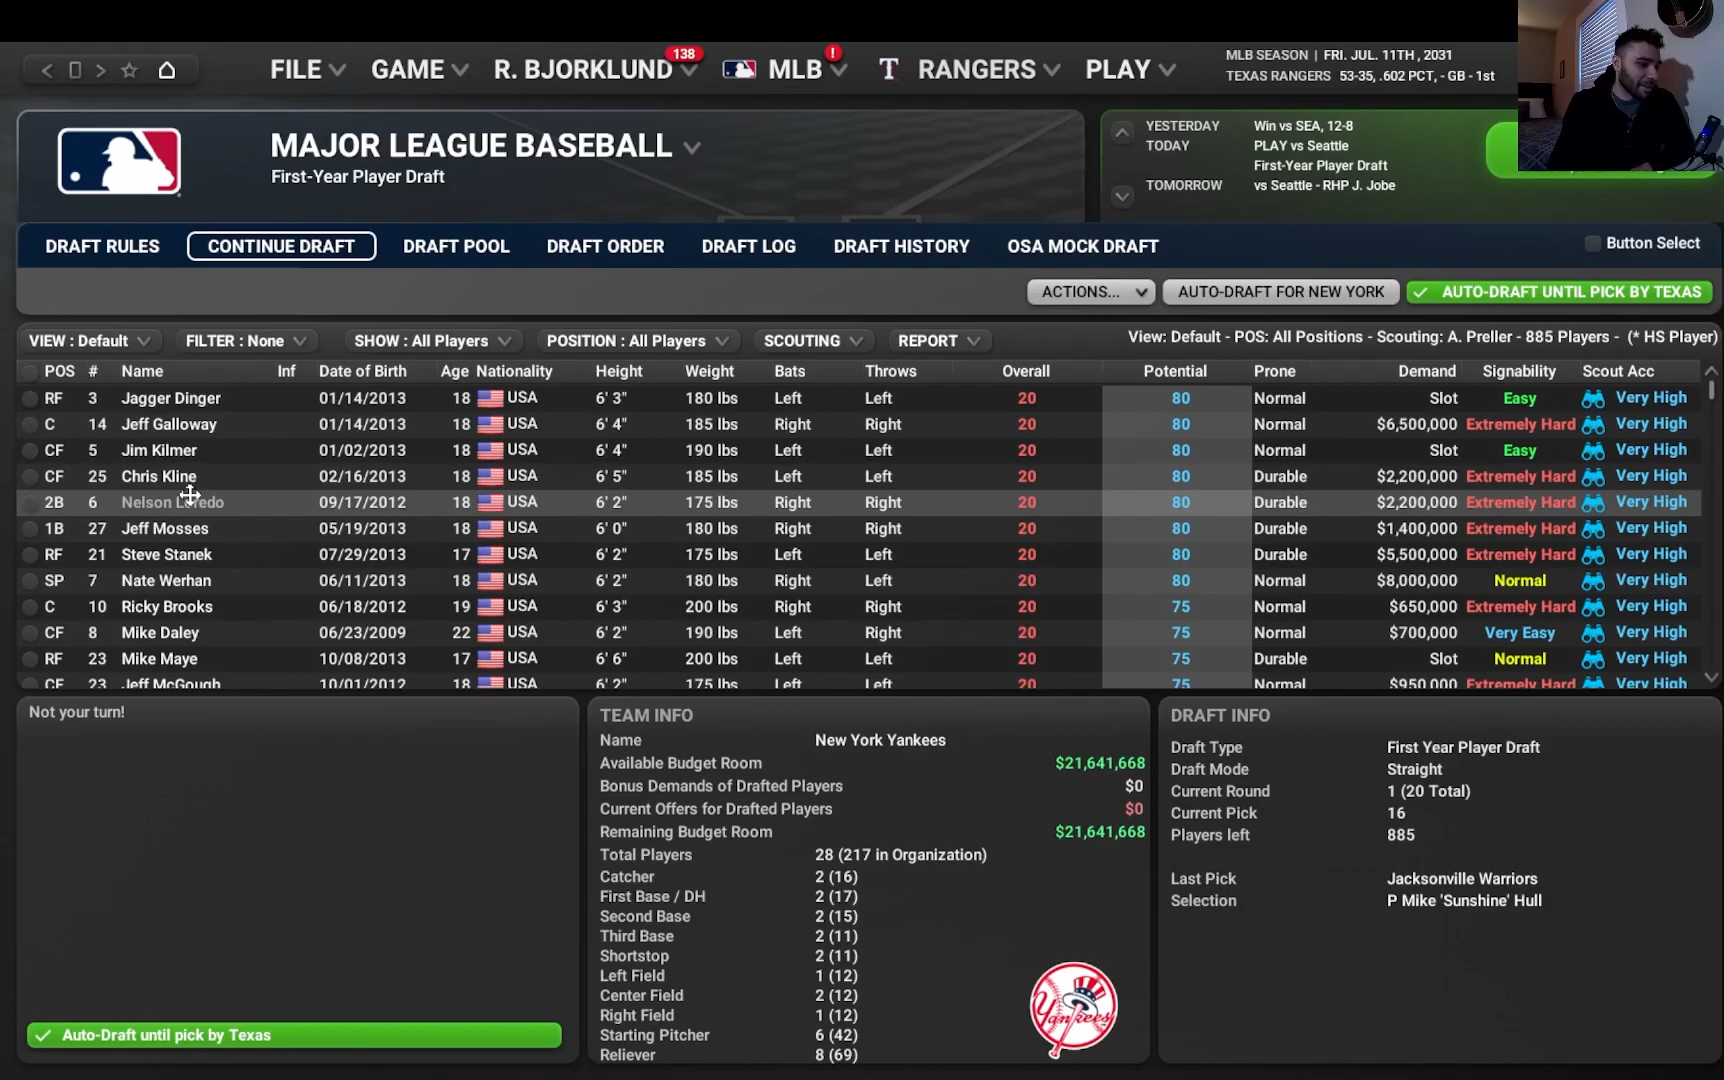 FILE GAME R. BJORKLUND 138 MLB ! T RANGERS PLAY
MLB SEASON | FRI. JUL. 11TH , 2031
TEXAS RANGERS 53-35, .602 PCT, - GB - 1st
MAJOR LEAGUE BASEBALL
First-Year Player Draft
YESTERDAY Win vs SEA, 12-8
TODAY PLAY vs Seattle
First-Year Player Draft
TOMORROW vs Seattle - RHP J. Jobe
DRAFT RULES CONTINUE DRAFT DRAFT POOL DRAFT ORDER DRAFT LOG DRAFT HISTORY OSA MOCK DRAFT Button Select
ACTIONS... AUTO-DRAFT FOR NEW YORK AUTO-DRAFT UNTIL PICK BY TEXAS
VIEW : Default FILTER : None SHOW : All Players POSITION : All Players SCOUTING REPORT View: Default - POS: All Positions - Scouting: A. Preller - 885 Players - (* HS Player)
POS # Name Inf Date of Birth Age Nationality Height Weight Bats Throws Overall Potential Prone Demand Signability Scout Acc
RF 3 Jagger Dinger 01/14/2013 18 USA 6' 3" 180 lbs Left Left 20 80 Normal Slot Easy Very High
C 14 Jeff Galloway 01/14/2013 18 USA 6' 4" 185 lbs Right Right 20 80 Normal $6,500,000 Extremely Hard Very High
CF 5 Jim Kilmer 01/02/2013 18 USA 6' 4" 190 lbs Left Left 20 80 Normal Slot Easy Very High
CF 25 Chris Kline 02/16/2013 18 USA 6' 5" 185 lbs Left Left 20 80 Durable $2,200,000 Extremely Hard Very High
2B 6 Nelson 09/17/2012 18 USA 6' 2" 175 lbs Right Right 20 80 Durable $2,200,000 Extremely Hard Very High
1B 27 Jeff Mosses 05/19/2013 18 USA 6' 0" 180 lbs Right Right 20 80 Durable $1,400,000 Extremely Hard Very High
RF 21 Steve Stanek 07/29/2013 17 USA 6' 2" 175 lbs Left Left 20 80 Durable $5,500,000 Extremely Hard Very High
SP 7 Nate Werhan 06/11/2013 18 USA 6' 2" 180 lbs Right Left 20 80 Normal $8,000,000 Normal Very High
C 10 Ricky Brooks 06/18/2012 19 USA 6' 3" 200 lbs Right Right 20 75 Normal $650,000 Extremely Hard Very High
CF 8 Mike Daley 06/23/2009 22 USA 6' 2" 190 lbs Left Right 20 75 Normal $700,000 Very Easy Very High
RF 23 Mike Maye 10/08/2013 17 USA 6' 6" 200 lbs Left Left 20 75 Durable Slot Normal Very High
CF 23 Jeff McGough 10/01/2012 18 USA 6' 2" 175 lbs Left Left 20 75 Normal $950,000 Extremely Hard Very High
Not your turn!
Auto-Draft until pick by Texas
TEAM INFO
Name New York Yankees
Available Budget Room $21,641,668
Bonus Demands of Drafted Players $0
Current Offers for Drafted Players $0
Remaining Budget Room $21,641,668
Total Players 28 (217 in Organization)
Catcher 2 (16)
First Base / DH 2 (17)
Second Base 2 (15)
Third Base 2 (11)
Shortstop 2 (11)
Left Field 1 (12)
Center Field 2 (12)
Right Field 1 (12)
Starting Pitcher 6 (42)
Reliever 8 (69)
Yankees
DRAFT INFO
Draft Type First Year Player Draft
Draft Mode Straight
Current Round 1 (20 Total)
Current Pick 16
Players left 885
Last Pick Jacksonville Warriors
Selection P Mike 'Sunshine' Hull